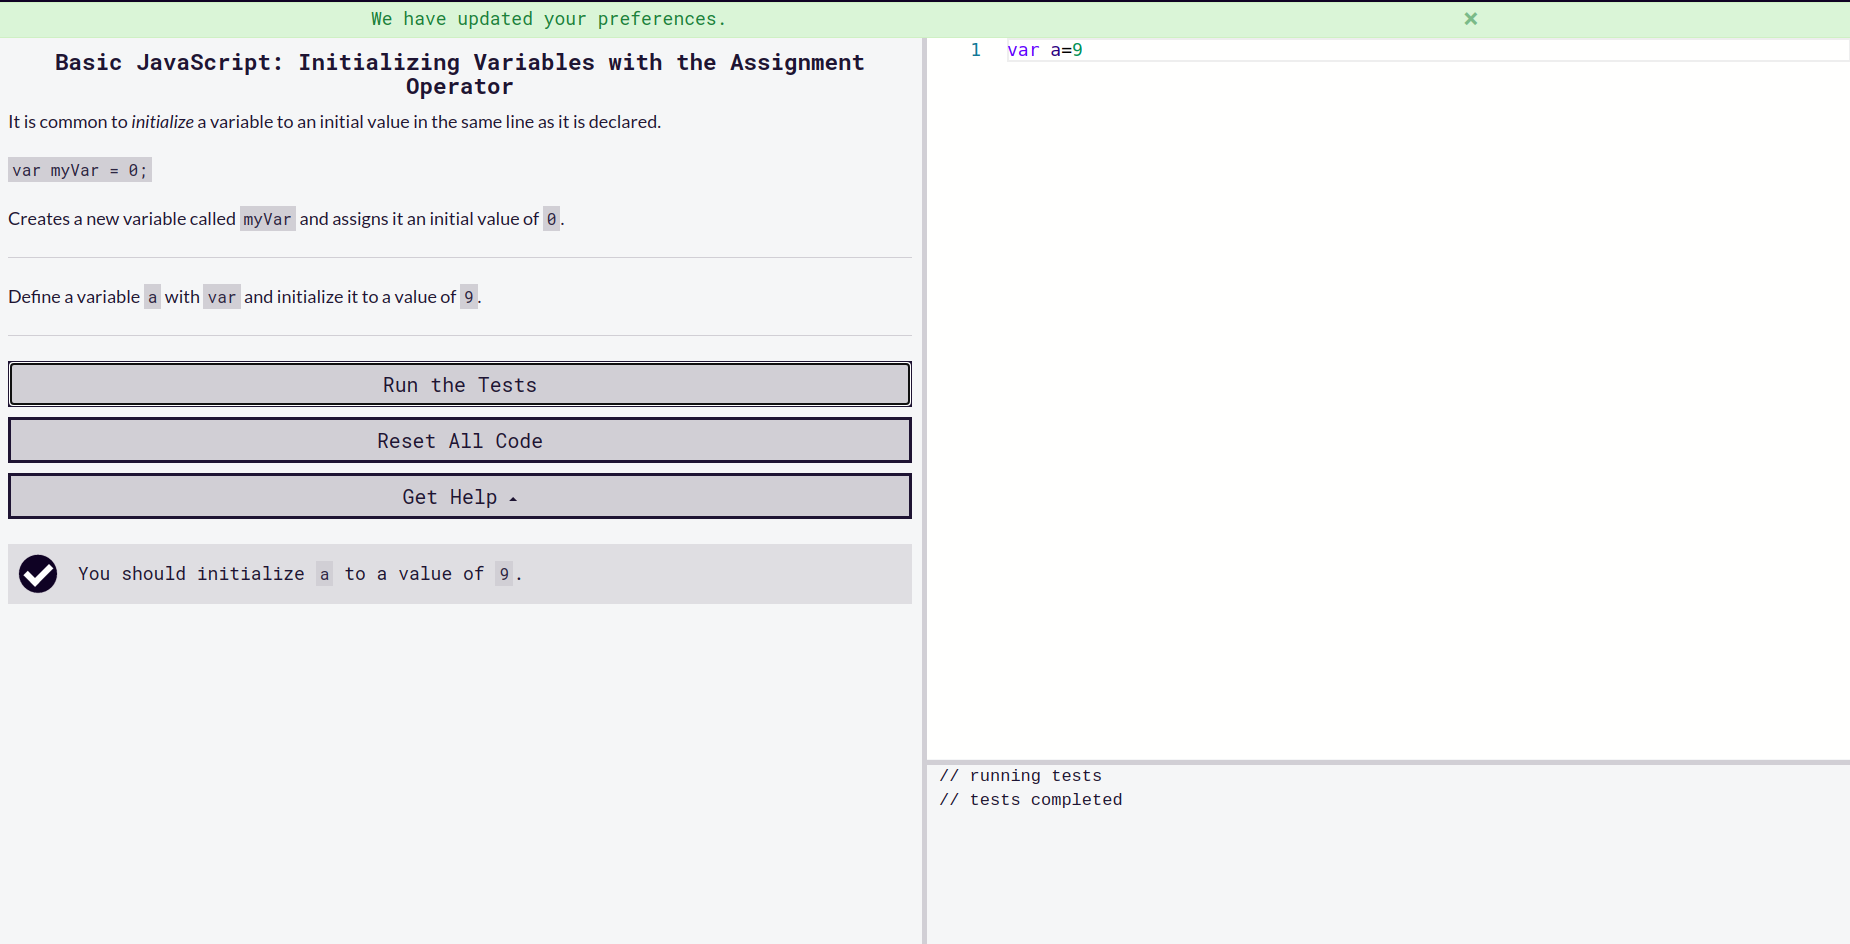 We have updated your preferences.
×
Basic JavaScript: Initializing Variables with the Assignment
Operator
It is common to initialize a variable to an initial value in the same line as it is declared.
var myVar = 0;
Creates a new variable called myVar and assigns it an initial value of 0.
Define a variable a with var and initialize it to a value of 9.
Run the Tests
Reset All Code
Get Help
You should initialize a to a value of 9.
1 var a=9
// running tests
// tests completed